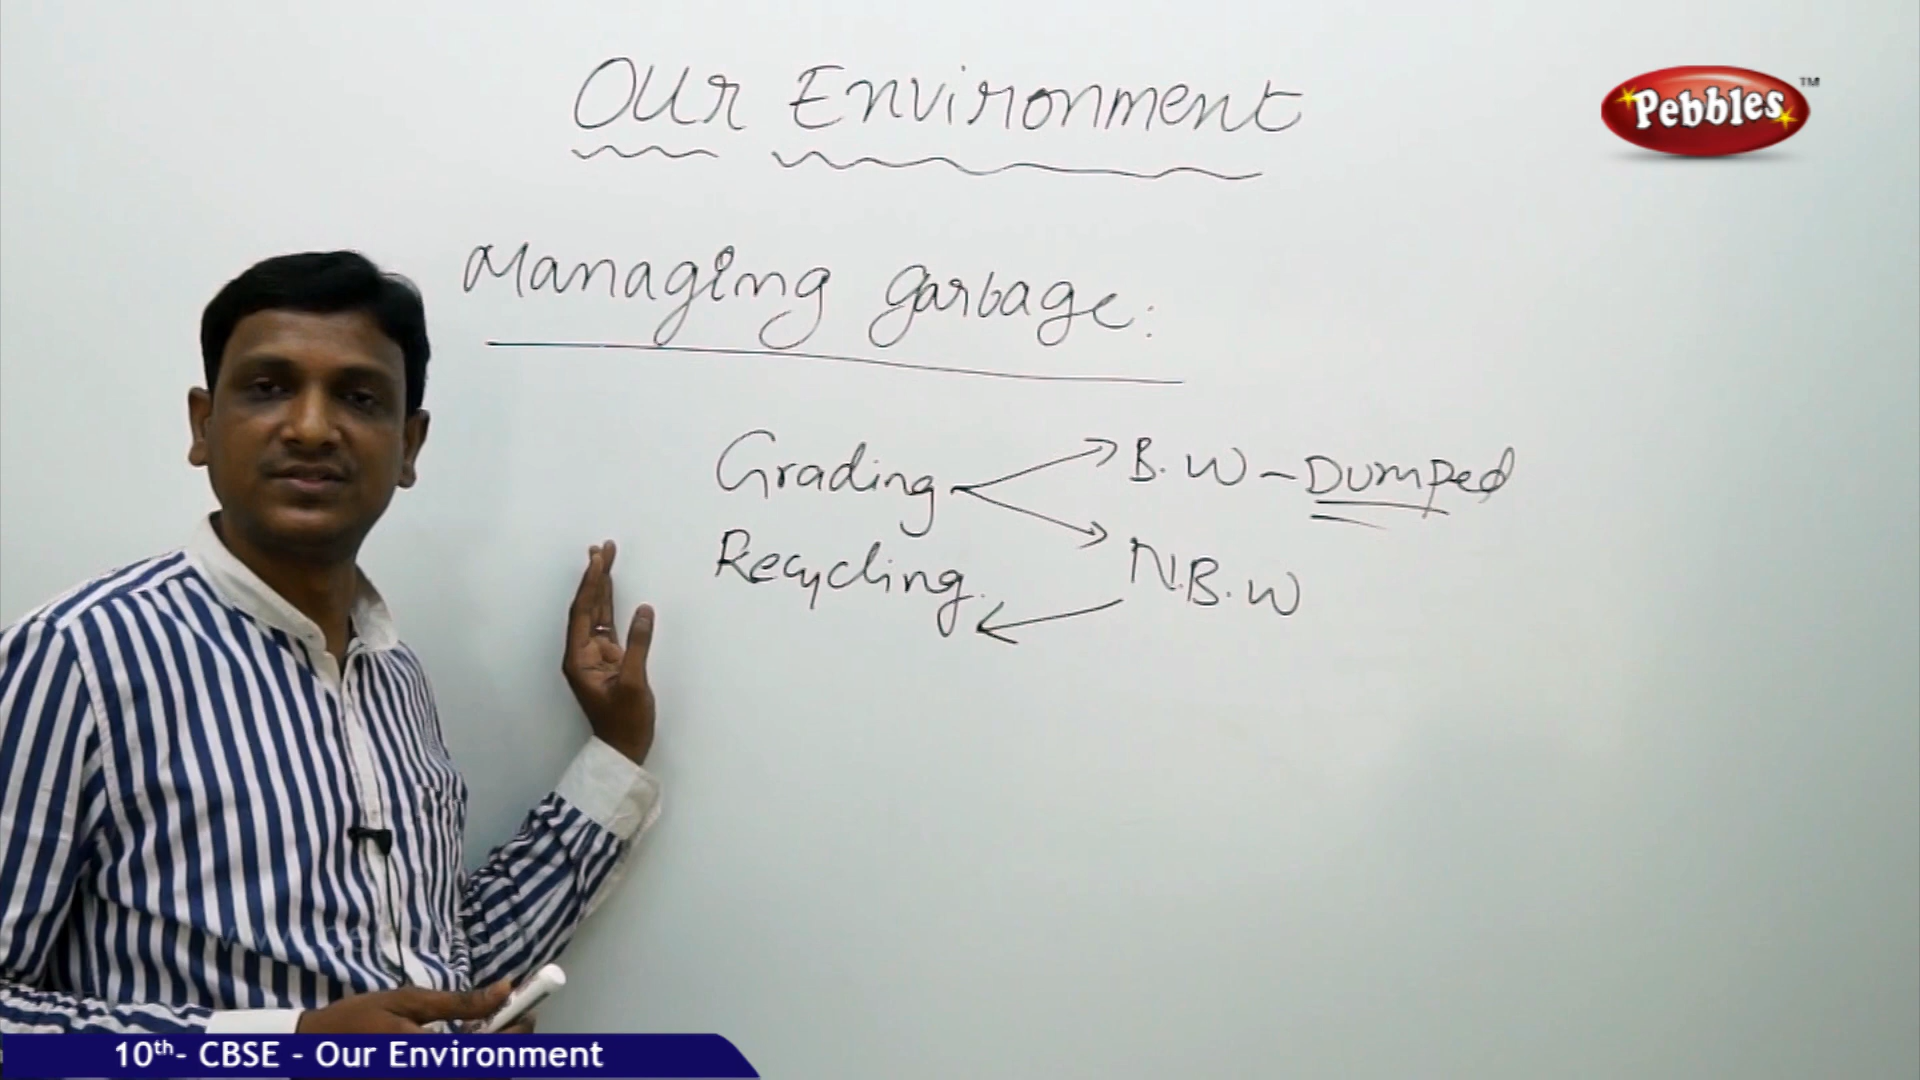 Our Environment
Pebbles™
Managing garbage:
Grading
B.W - Dumped
Recycling.
N.B.W
10th- CBSE - Our Environment